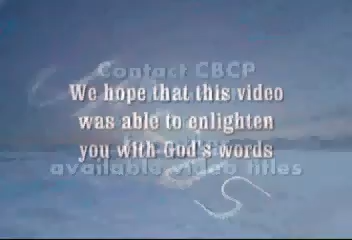 Contact CBCP
We hope that this video
was able to enlighten
you with God's words
available video titles